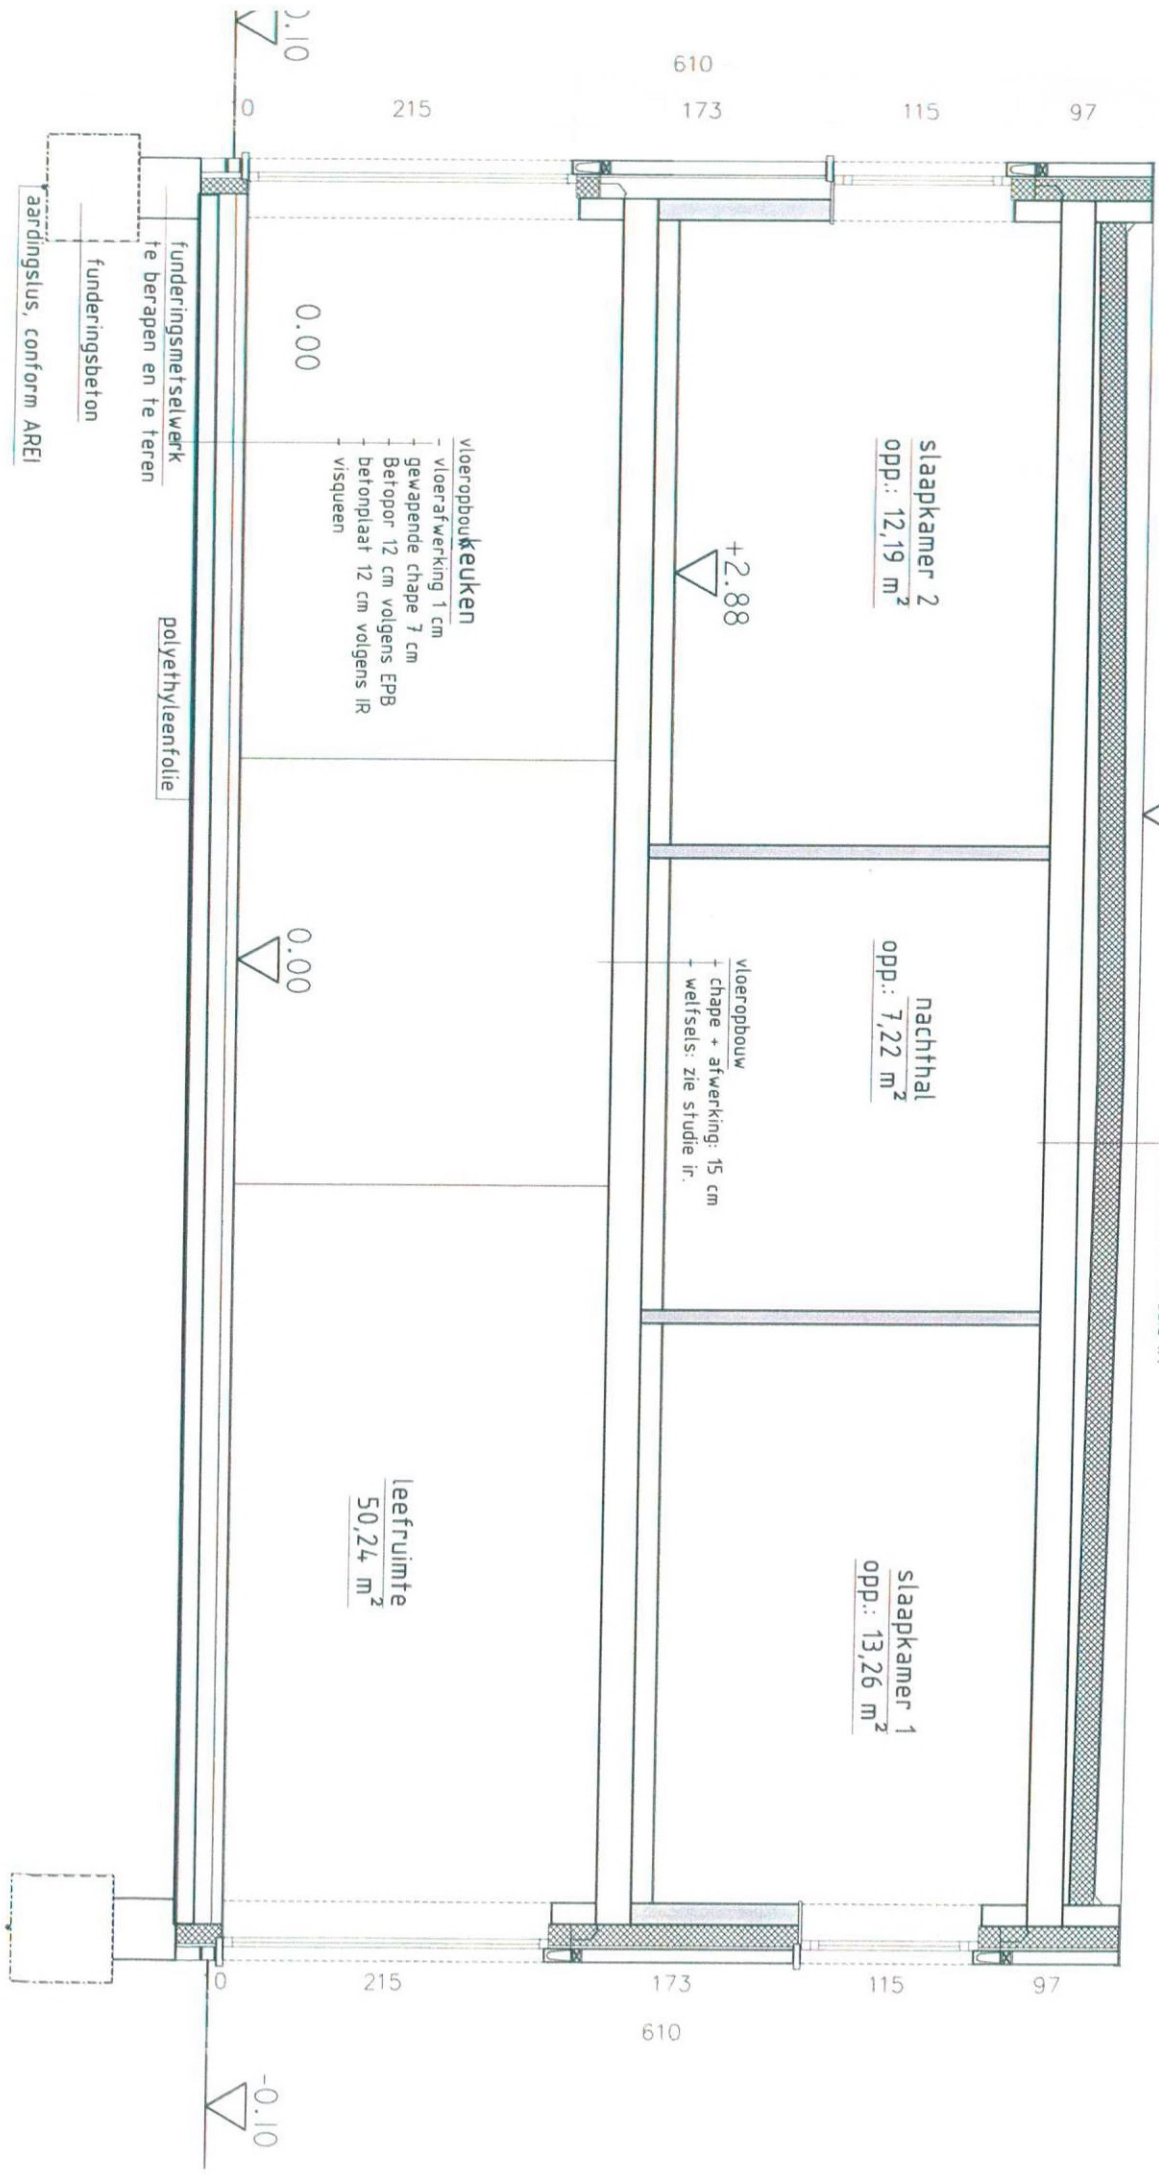 610
97
115
173
215
0
slaapkamer 2
opp.: 12,19 m²
nachthal
opp.: 7,22 m²
slaapkamer 1
opp.: 13,26 m²
+2.88
vloeropbouw
- chape + afwerking: 15 cm
- welfsels: zie studie ir.
keuken
vloeropbouw
- vloerafwerking 1 cm
- gewapende chape 7 cm
- Betopor 12 cm volgens EPB
- betonplaat 12 cm volgens IR
- visqueen
leefruimte
50,24 m²
0.00
0.00
0.10
-0.10
funderingsmetselwerk
te berapen en te teren
polyethyleenfolie
funderingsbeton
aardingslus, conform AREI
97
115
173
215
0
610